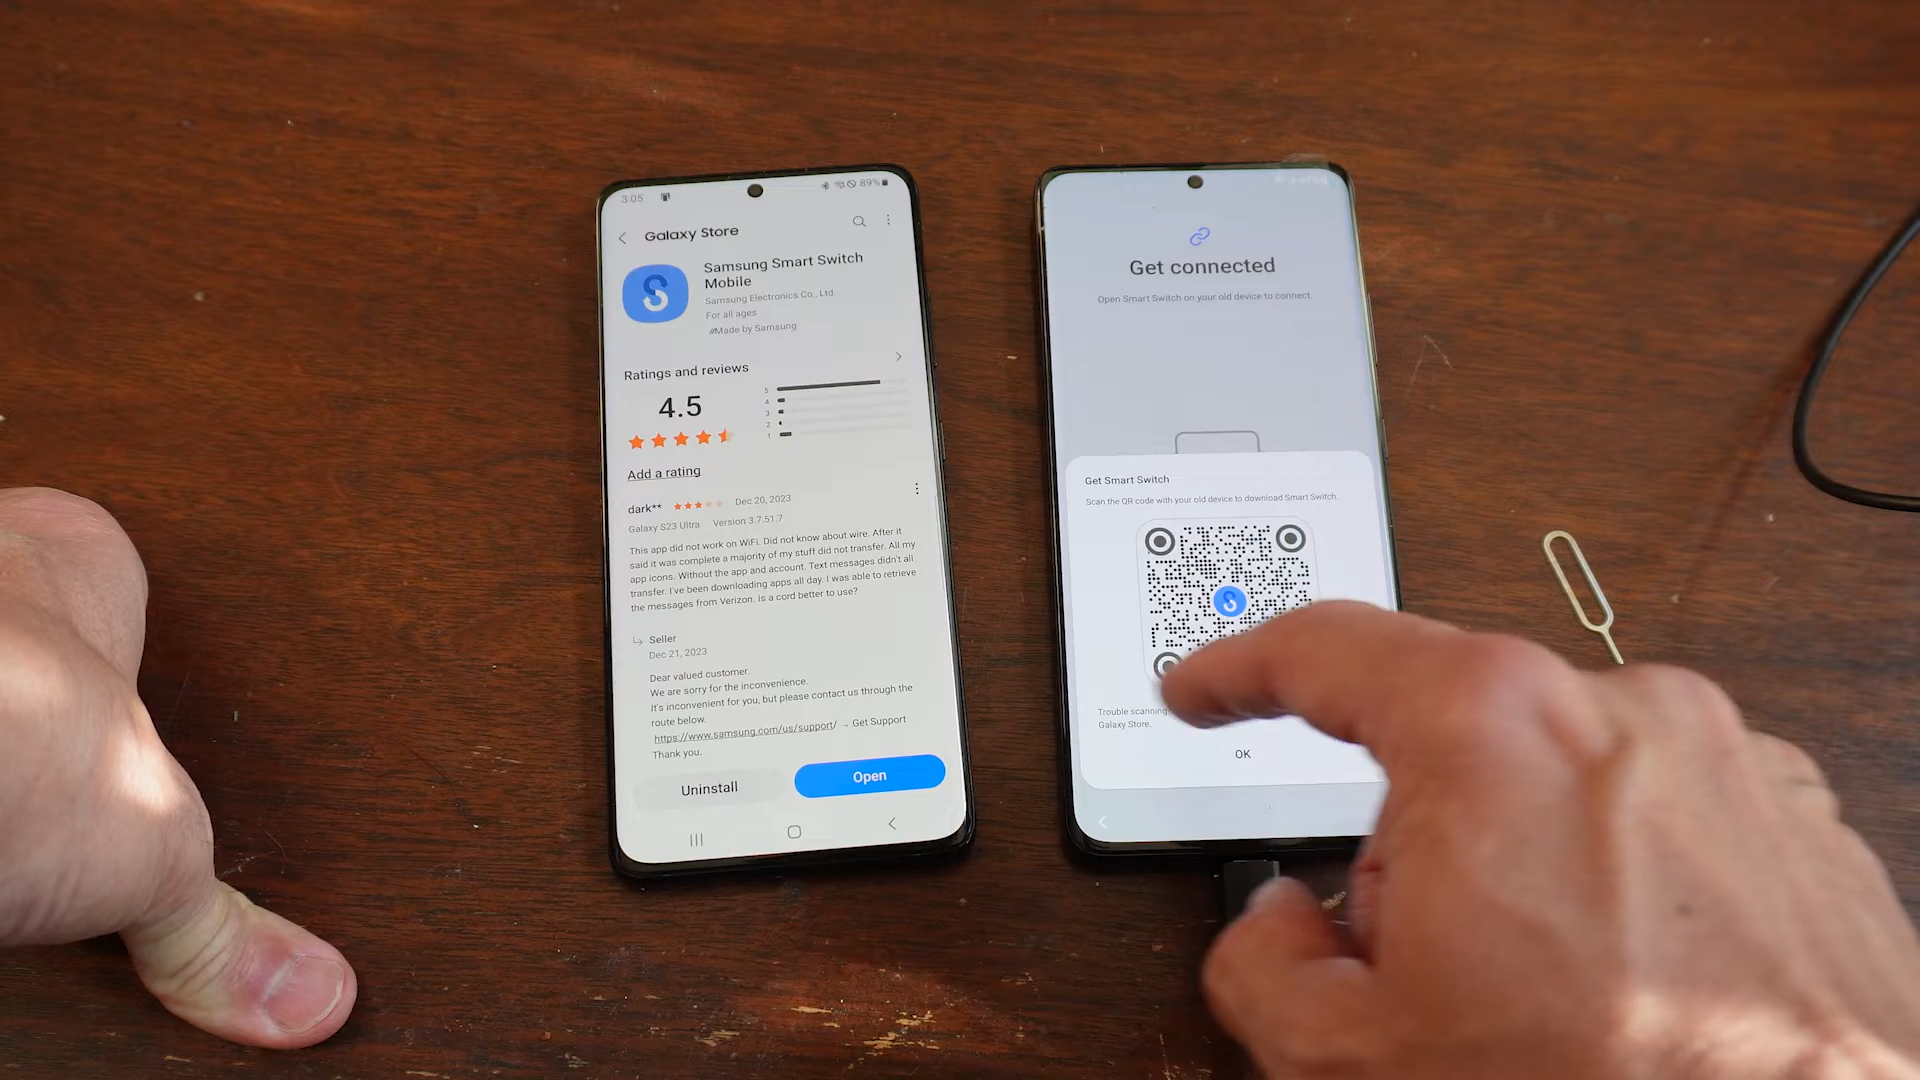 3:05
89%
Galaxy Store
Samsung Smart Switch
Mobile
Samsung Electronics Co., Ltd.
For all ages
#Made by Samsung
Ratings and reviews
4.5
5
4
3
2
1
Add a rating
dark** Dec 20, 2023
Galaxy S23 Ultra Version 3.7.51.7
This app did not work on WiFi. Did not know about wire. After it
said it was complete a majority of my stuff did not transfer. All my
app icons. Without the app and account. Text messages didn't all
transfer. I've been downloading apps all day. I was able to retrieve
the messages from Verizon. Is a cord better to use?
Seller
Dec 21, 2023
Dear valued customer.
We are sorry for the inconvenience.
It's inconvenient for you, but please contact us through the
route below.
https://www.samsung.com/us/support/ → Get Support
Thank you.
Uninstall
Open
Get connected
Open Smart Switch on your old device to connect.
Get Smart Switch
Scan the QR code with your old device to download Smart Switch.
Trouble scanning
Galaxy Store.
OK